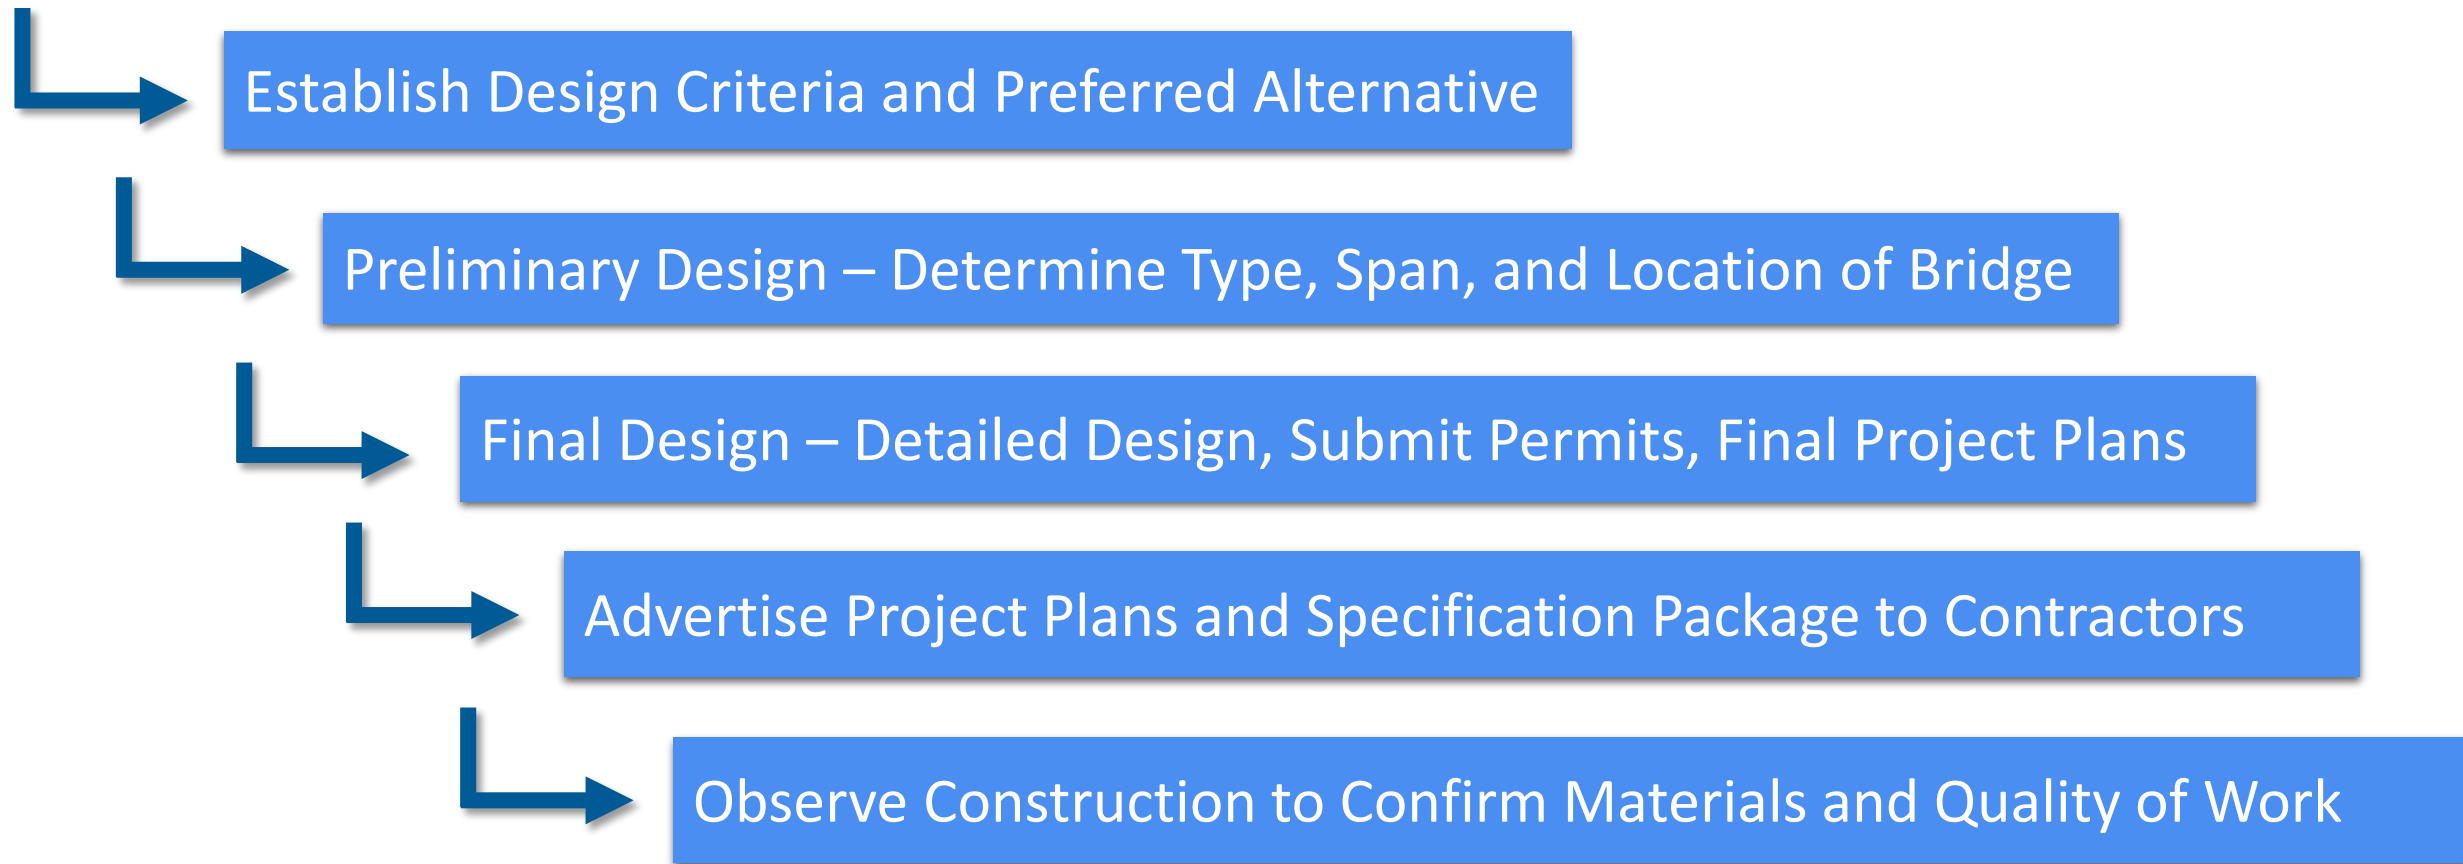 Establish Design Criteria and Preferred Alternative
Preliminary Design – Determine Type, Span, and Location of Bridge
Final Design – Detailed Design, Submit Permits, Final Project Plans
Advertise Project Plans and Specification Package to Contractors
Observe Construction to Confirm Materials and Quality of Work